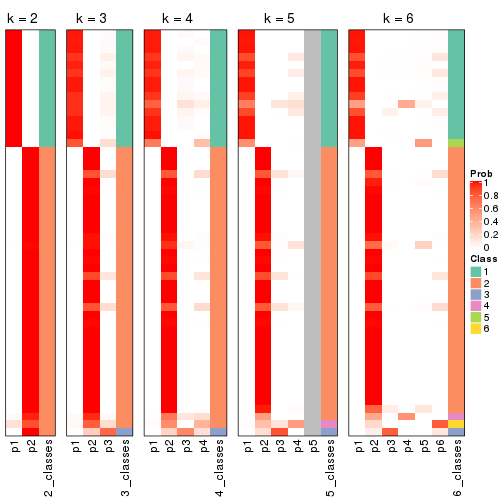 k = 2
k = 3
k = 4
k = 5
k = 6
Prob
1
0.8
0.6
0.4
0.2
0
Class
1
2
3
4
5
6
p1
p2
2_classes
p1
p2
p3
3_classes
p1
p2
p3
p4
4_classes
p1
p2
p3
p4
p5
5_classes
p1
p2
p3
p4
p5
p6
6_classes